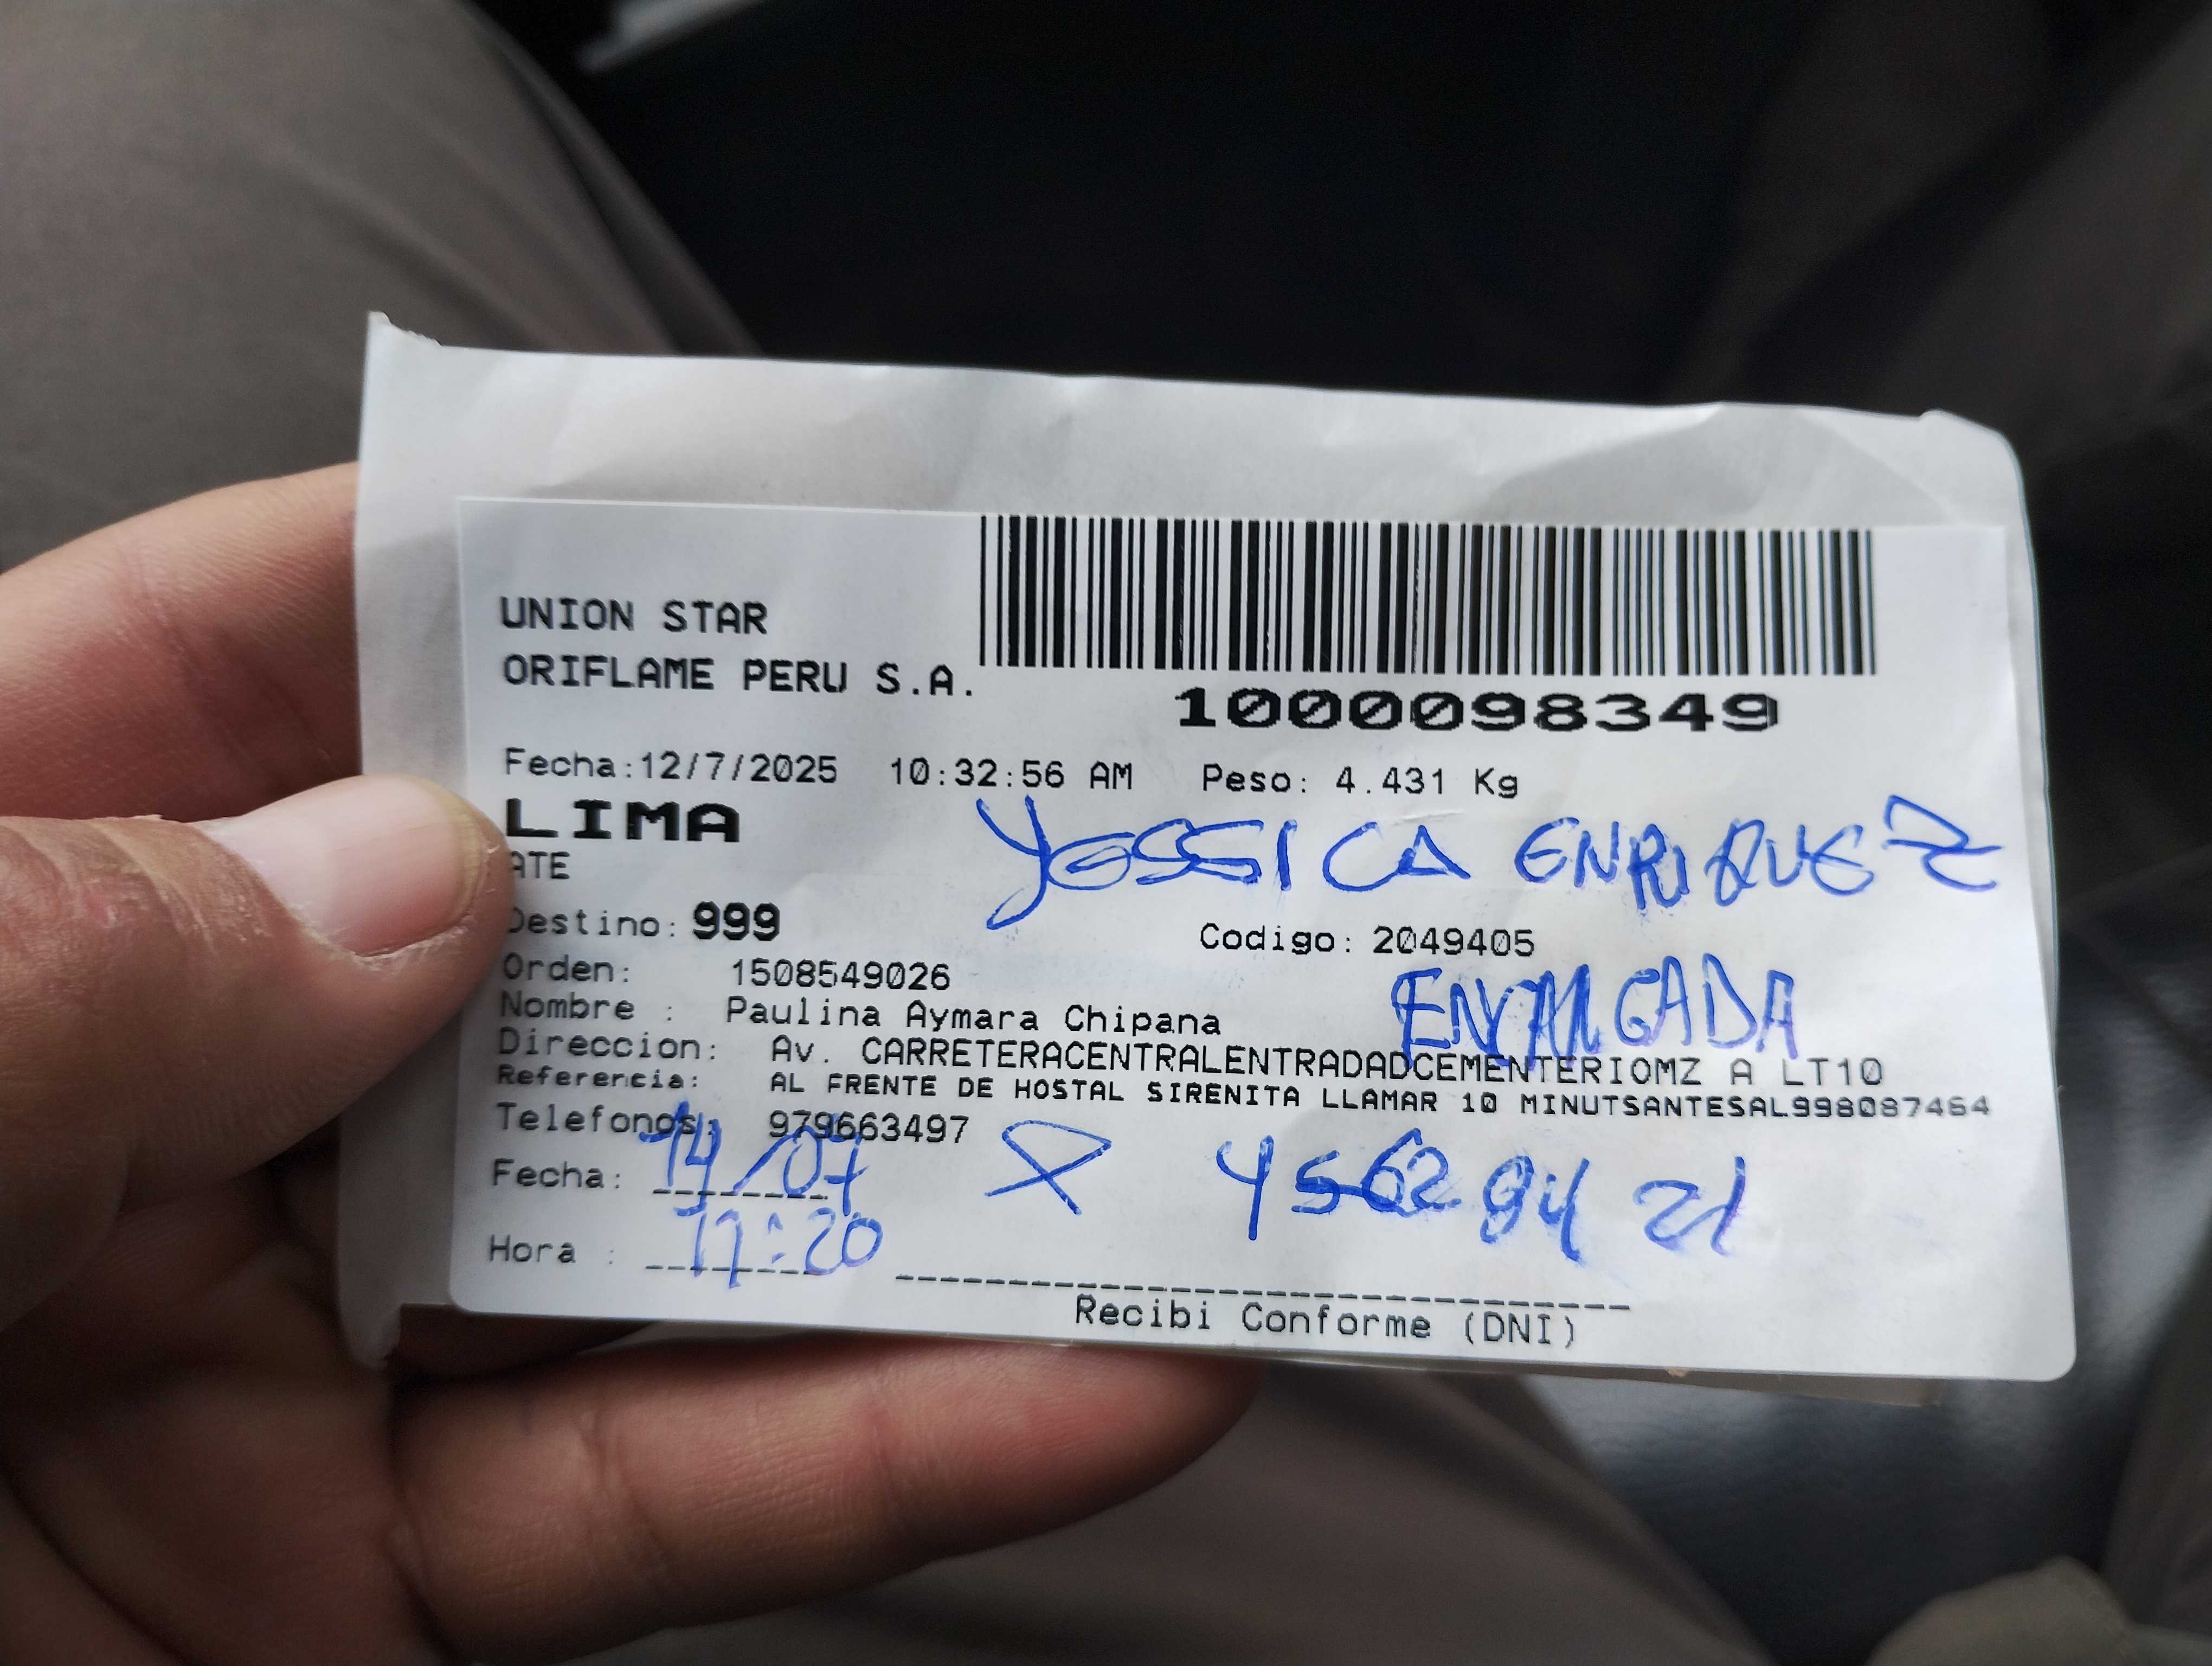 UNION STAR
ORIFLAME PERU S.A.
1000098349
Fecha:12/7/2025 10:32:56 AM Peso: 4.431 Kg
LIMA
YESSICA ENRIQUEZ
ATE
Destino: 999
Codigo: 2049405
Orden: 1508549026
Nombre : Paulina Aymara Chipana
Direccion: Av. CARRETERACENTRALENTRADADCEMENTERIOMZ A LT10
Referencia: AL FRENTE DE HOSTAL SIRENITA LLAMAR 10 MINUTSANTESAL998087464
Telefonos: 979663497
Fecha: 14/07
Hora : 17:20
Recibi Conforme (DNI)